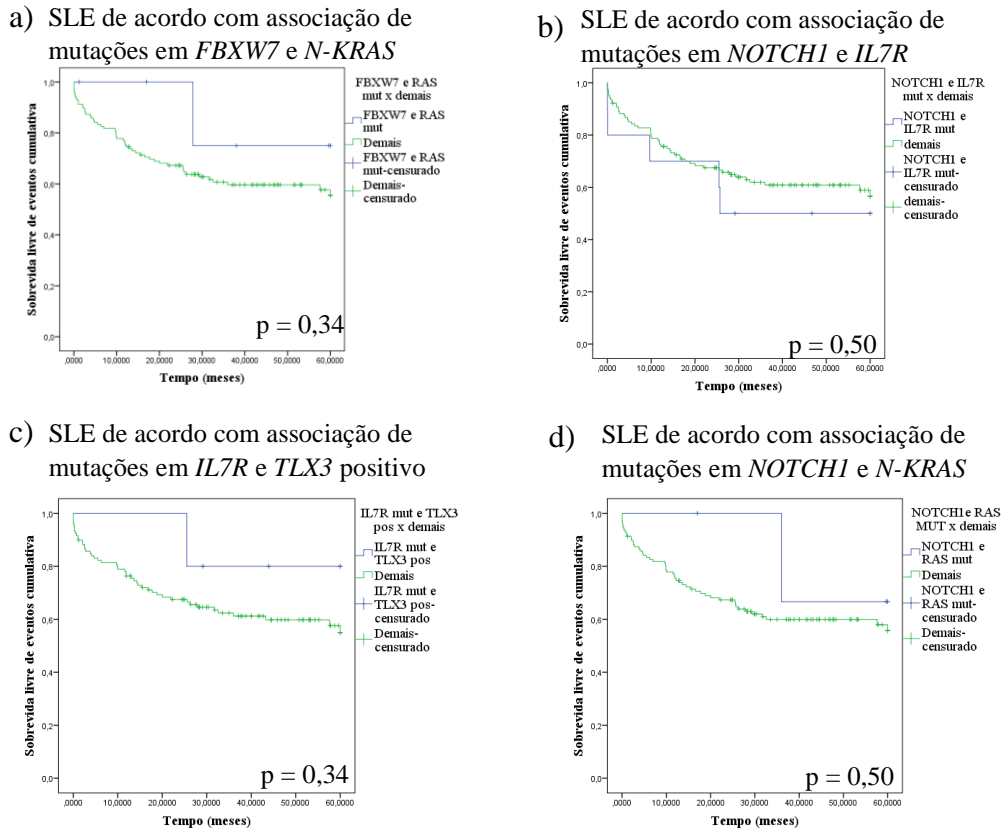 a) SLE de acordo com associação de
mutações em FBXW7 e N-KRAS
Sobrevida livre de eventos cumulativa
1,0
0,8
0,6
0,4
0,2
0,0
,0000 10,0000 20,0000 30,0000 40,0000 50,0000 60,0000
Tempo (meses)
p = 0,34
FBXW7 e RAS
mut x demais
FBXW7 e RAS
mut
Demais
FBXW7 e RAS
mut-censurado
Demais-
censurado
b) SLE de acordo com associação de
mutações em NOTCH1 e IL7R
Sobrevida livre de eventos cumulativa
1,0
0,8
0,6
0,4
0,2
0,0
,0000 10,0000 20,0000 30,0000 40,0000 50,0000 60,0000
Tempo (meses)
p = 0,50
NOTCH1 e IL7R
mut x demais
NOTCH1 e
IL7R mut
demais
NOTCH1 e
IL7R mut-
censurado
demais-
censurado
c) SLE de acordo com associação de
mutações em IL7R e TLX3 positivo
Sobrevida livre de eventos cumulativa
1,0
0,8
0,6
0,4
0,2
0,0
,0000 10,0000 20,0000 30,0000 40,0000 50,0000 60,0000
Tempo (meses)
p = 0,34
IL7R mut e TLX3
pos x demais
IL7R mut e
TLX3 pos
Demais
IL7R mut e
TLX3 pos-
censurado
Demais-
censurado
d) SLE de acordo com associação de
mutações em NOTCH1 e N-KRAS
Sobrevida livre de eventos cumulativa
1,0
0,8
0,6
0,4
0,2
0,0
,0000 10,0000 20,0000 30,0000 40,0000 50,0000 60,0000
Tempo (meses)
p = 0,50
NOTCH1e RAS
MUT x demais
NOTCH1 e
RAS mut
Demais
NOTCH1 e
RAS mut-
censurado
Demais-
censurado